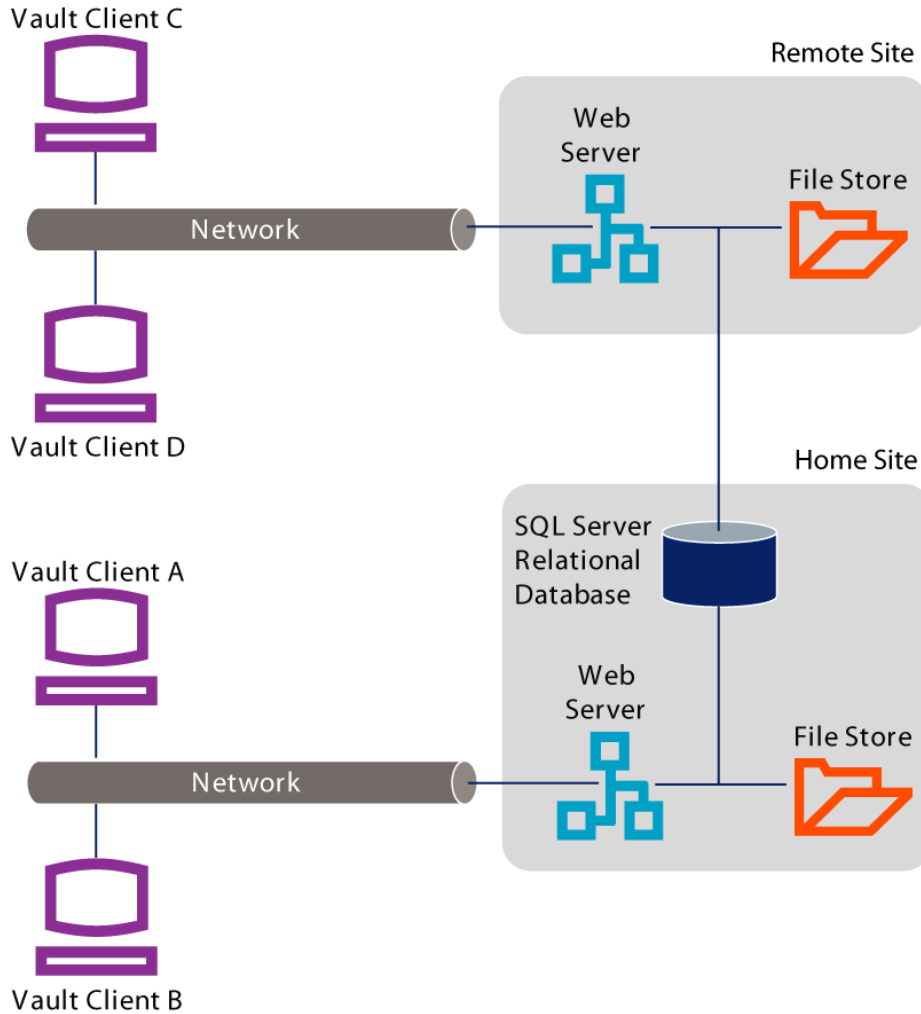 Vault Client C
Remote Site
Web
Server
File Store
Network
Vault Client D
Home Site
SQL Server
Relational
Database
Vault Client A
Web
Server
File Store
Network
Vault Client B